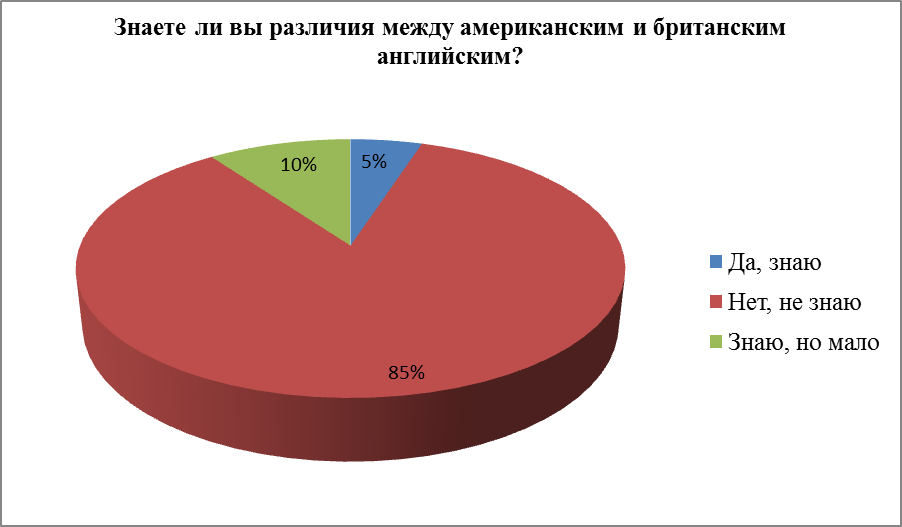 Знаете ли вы различия между американским и британским
английским?
10%
5%
85%
Да, знаю
Нет, не знаю
Знаю, но мало